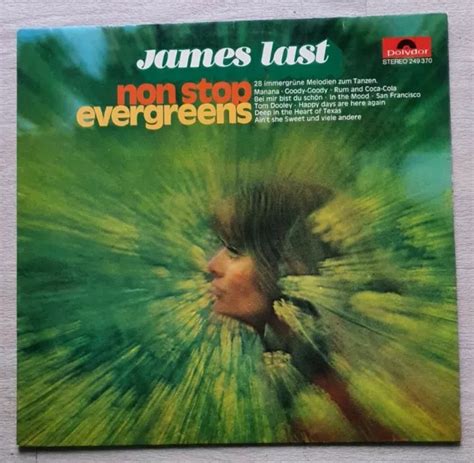 james last
non stop
evergreens
Polydor
STEREO 249 370
28 immergrüne Melodien zum Tanzen.
Manana · Goody-Goody · Rum and Coca-Cola
Bei mir bist du schön · In the Mood · San Francisco
Tom Dooley · Happy days are here again
Deep in the Heart of Texas
Ain't she Sweet und viele andere